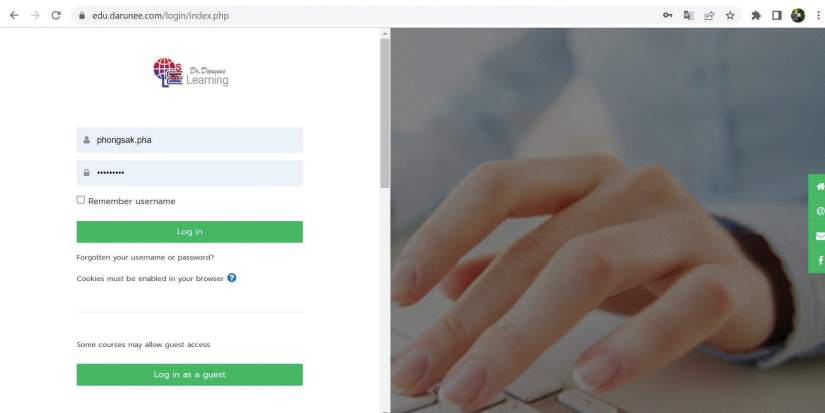 edu.darunee.com/login/index.php
Dr.Darunee
Learning
phongsak.pha
•••••••••
Remember username
Log in
Forgotten your username or password?
Cookies must be enabled in your browser
Some courses may allow guest access
Log in as a guest